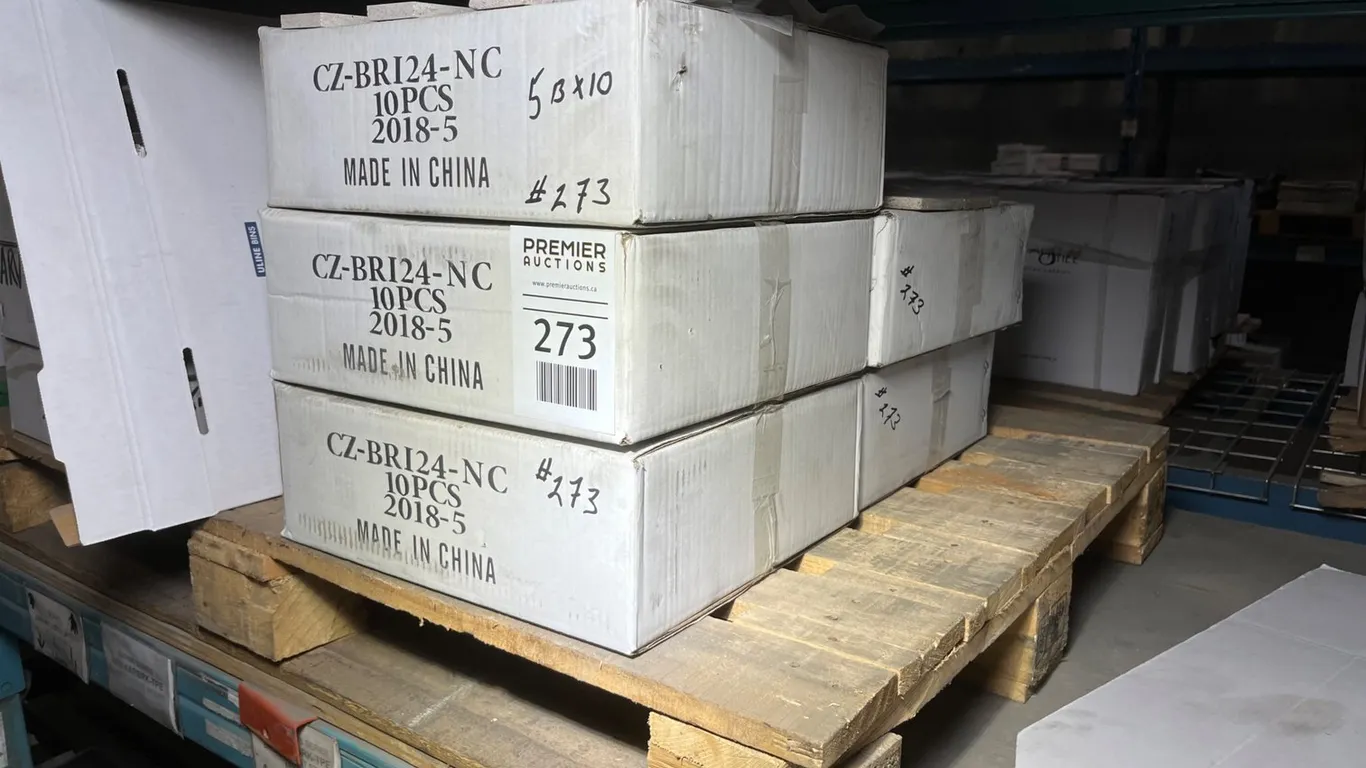 CZ-BRI24-NC
10PCS
2018-5
MADE IN CHINA
5BX10
#273
CZ-BRI24-NC
10PCS
2018-5
MADE IN CHINA
PREMIER
AUCTIONS
www.premierauctions.ca
273
CZ-BRI24-NC
10PCS
2018-5
MADE IN CHINA
#273
#273
#273
ULINE BINS